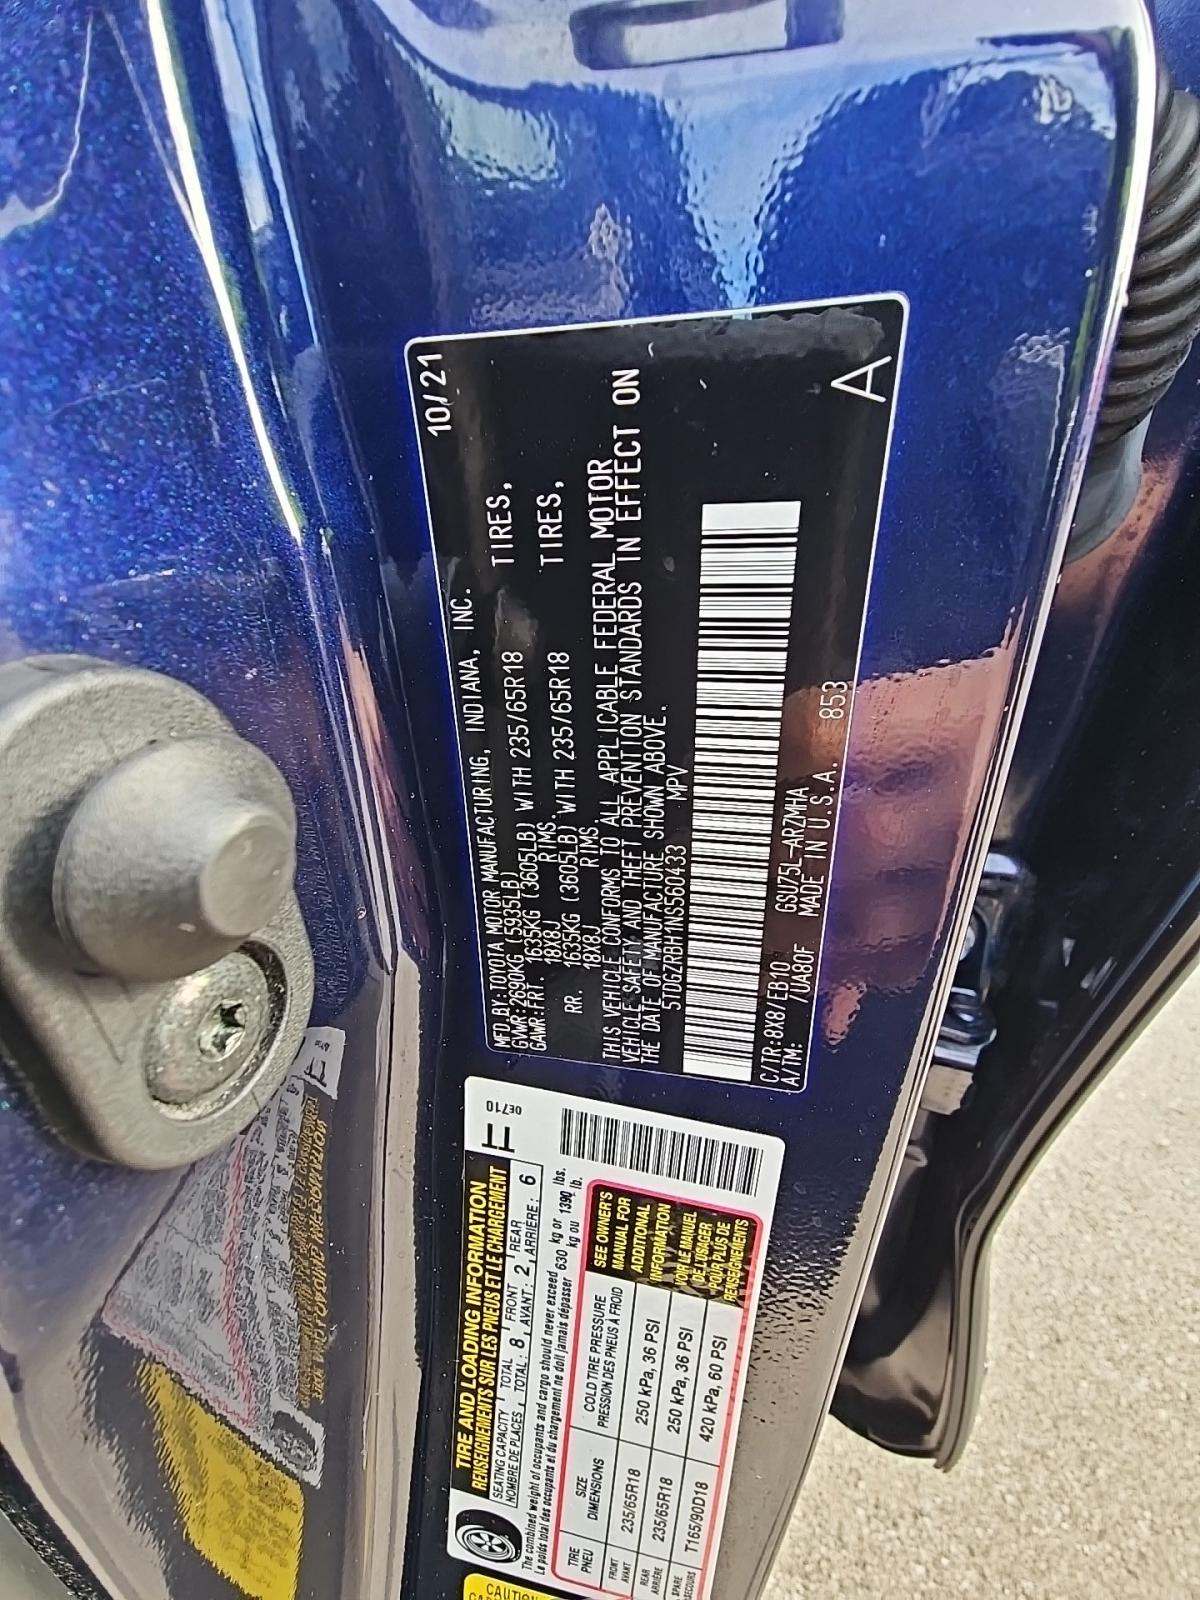 10/21
MFD.BY:TOYOTA MOTOR MANUFACTURING, INDIANA, INC.
GVWR:2690KG (5935LB)
GAWR:FRT. 1635KG (3605LB) WITH 235/65R18 TIRES,
18X8J RIMS,
RR. 1635KG (3605LB) WITH 235/65R18 TIRES,
18X8J RIMS.
THIS VEHICLE CONFORMS TO ALL APPLICABLE FEDERAL MOTOR
VEHICLE SAFETY AND THEFT PREVENTION STANDARDS IN EFFECT ON
THE DATE OF MANUFACTURE SHOWN ABOVE.
5TDGZRBH1NS560433 MPV
C/TR:8X8/EB10 GSU75L-ARZMHA
A/TM: /UA80F MADE IN U.S.A. 853
A
0E710
TIRE AND LOADING INFORMATION
RENSEIGNEMENTS SUR LES PNEUS ET LE CHARGEMENT
SEATING CAPACITY TOTAL FRONT REAR
NOMBRE DE PLACES, TOTAL: 8 AVANT: 2 ARRIÈRE: 6
The combined weight of occupants and cargo should never exceed 630 kg or 1390 lbs.
Le poids total des occupants et du chargement ne doit jamais dépasser kg ou lb.
TIRE SIZE COLD TIRE PRESSURE
PNEU DIMENSIONS PRESSION DES PNEUS À FROID
FRONT
AVANT 235/65R18 250 kPa, 36 PSI
REAR
ARRIÈRE 235/65R18 250 kPa, 36 PSI
SPARE
SECOURS T165/90D18 420 kPa, 60 PSI
SEE OWNER'S
MANUAL FOR
ADDITIONAL
INFORMATION
VOIR LE MANUEL
DE L'USAGER
POUR PLUS DE
RENSEIGNEMENTS
CAUTION